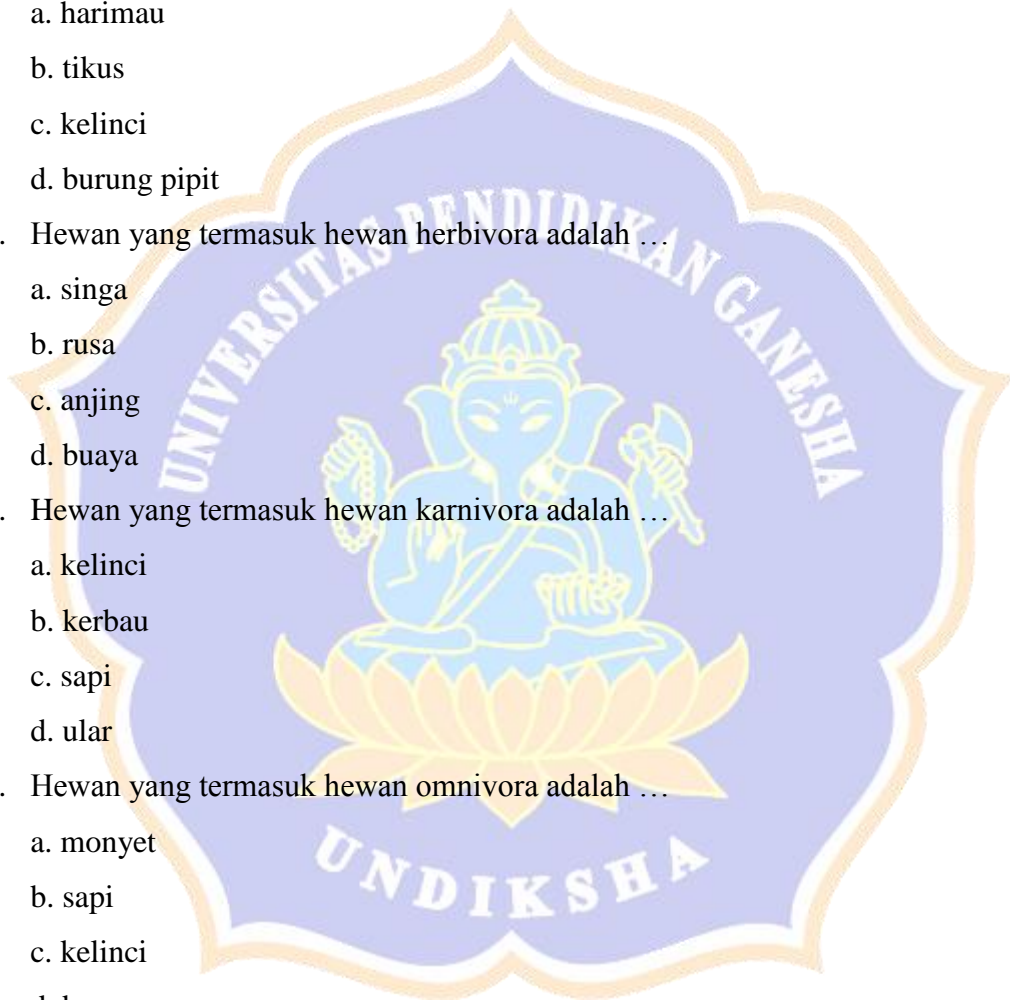 a. harimau
b. tikus
c. kelinci
d. burung pipit
. Hewan yang termasuk hewan herbivora adalah …
a. singa
b. rusa
c. anjing
d. buaya
. Hewan yang termasuk hewan karnivora adalah …
a. kelinci
b. kerbau
c. sapi
d. ular
. Hewan yang termasuk hewan omnivora adalah …
a. monyet
b. sapi
c. kelinci
UNIVERSITAS PENDIDIKAN GANESHA
UNDIKSHA